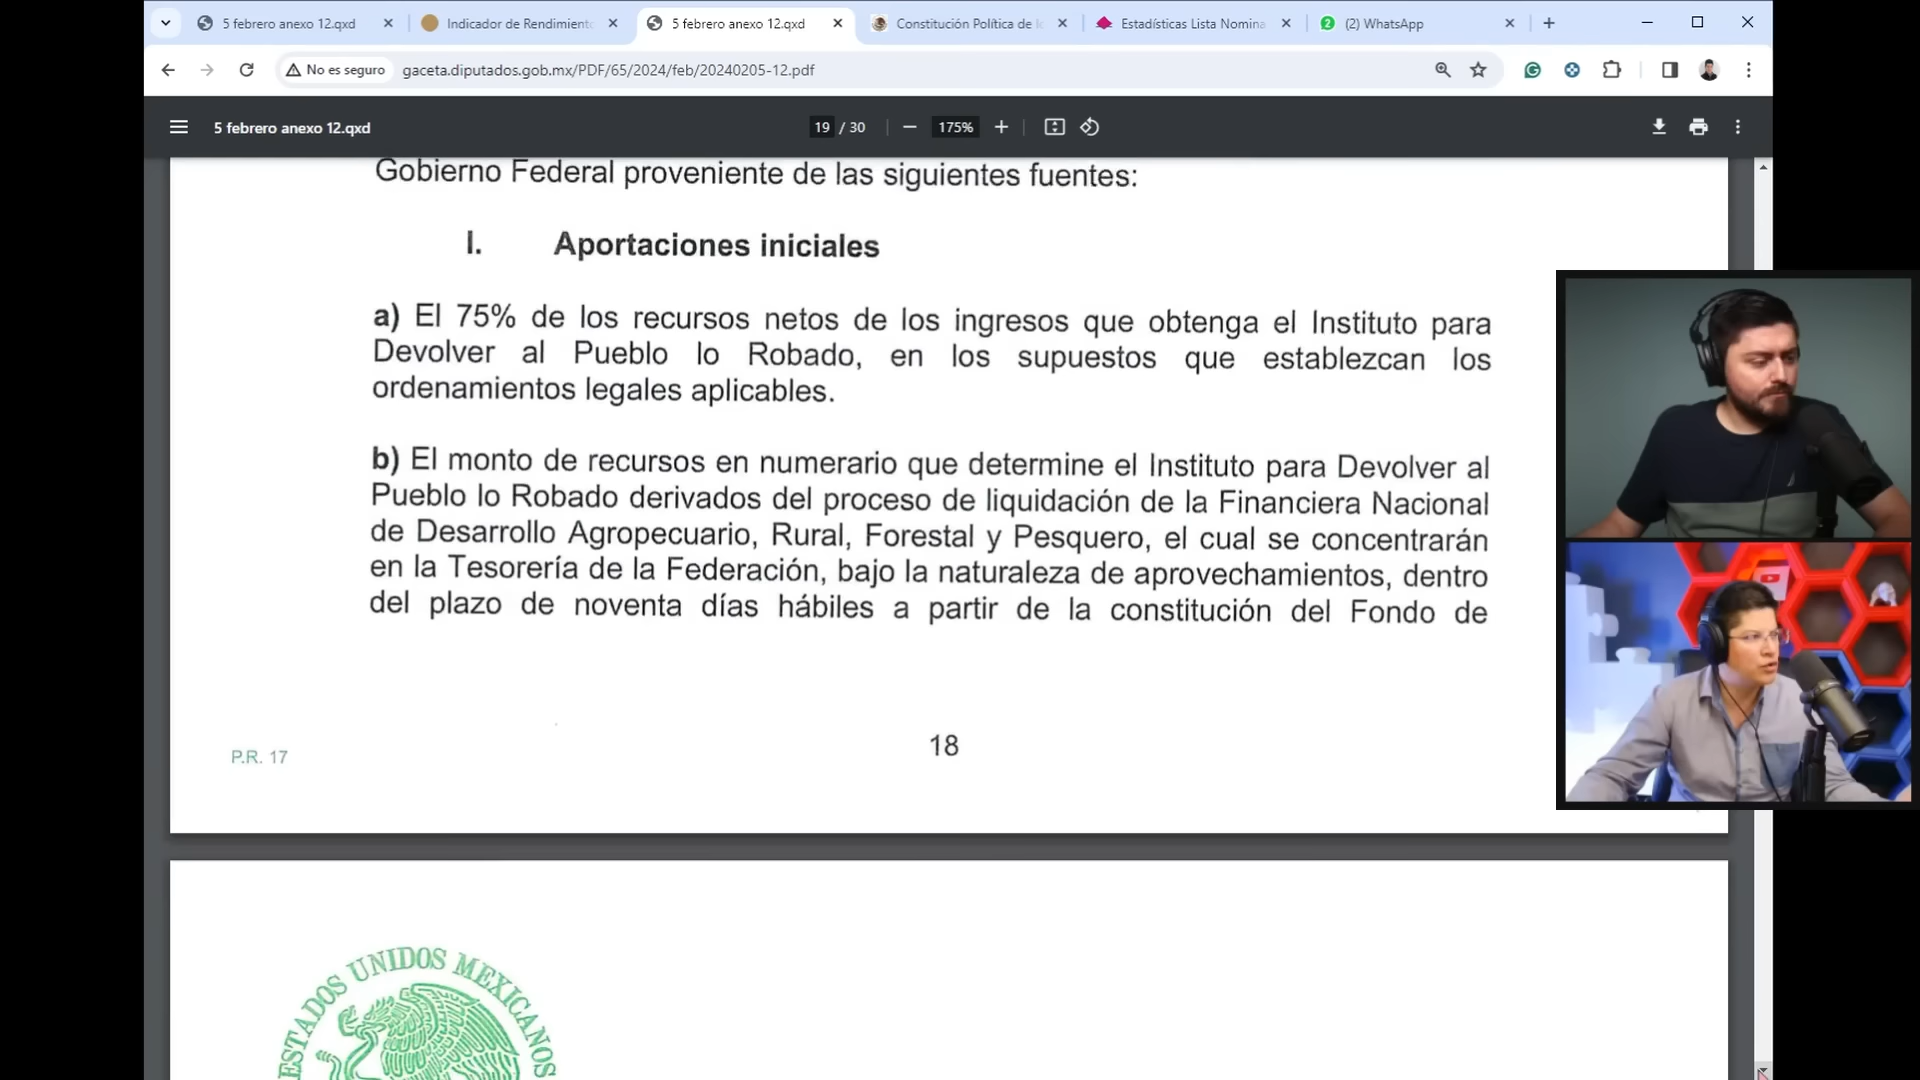 5 febrero anexo 12.qxd
Indicador de Rendimiento
5 febrero anexo 12.qxd
Constitución Política de l
Estadísticas Lista Nomina
2
(2) WhatsApp
No es seguro
gaceta.diputados.gob.mx/PDF/65/2024/feb/20240205-12.pdf
5 febrero anexo 12.qxd
19 / 30
175%
Gobierno Federal proveniente de las siguientes fuentes:
I. Aportaciones iniciales
a) El 75% de los recursos netos de los ingresos que obtenga el Instituto para
Devolver al Pueblo lo Robado, en los supuestos que establezcan los
ordenamientos legales aplicables.
b) El monto de recursos en numerario que determine el Instituto para Devolver al
Pueblo lo Robado derivados del proceso de liquidación de la Financiera Nacional
de Desarrollo Agropecuario, Rural, Forestal y Pesquero, el cual se concentrarán
en la Tesorería de la Federación, bajo la naturaleza de aprovechamientos, dentro
del plazo de noventa días hábiles a partir de la constitución del Fondo de
18
P.R. 17
ESTADOS UNIDOS MEXICANOS